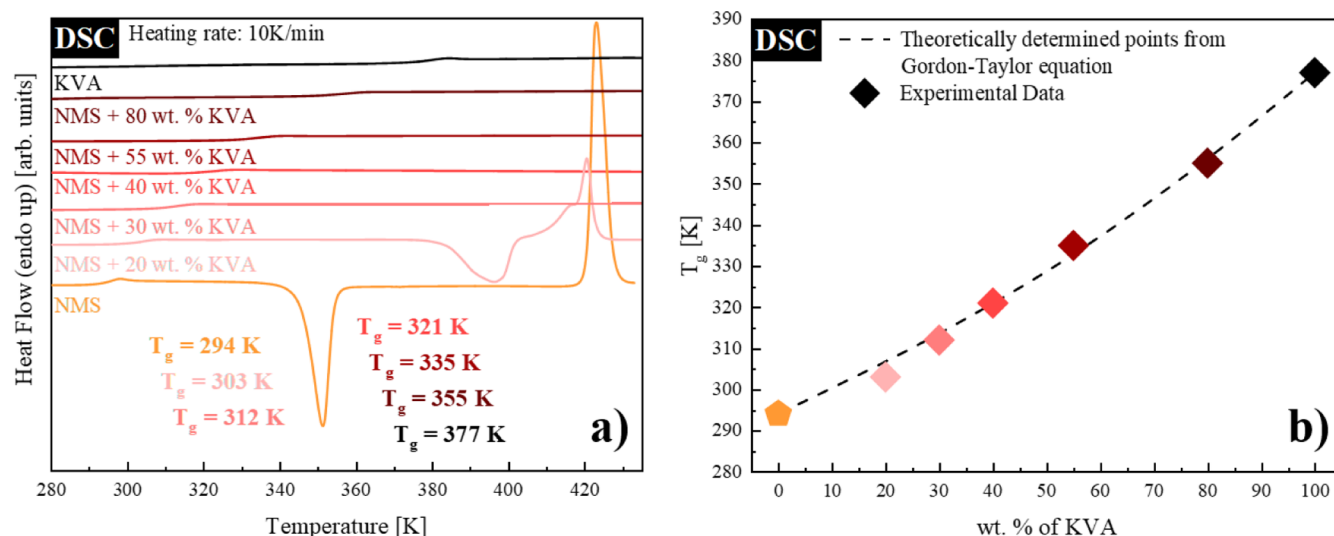 DSC
Heating rate: 10K/min
Heat Flow (endo up) [arb. units]
KVA
NMS + 80 wt. % KVA
NMS + 55 wt. % KVA
NMS + 40 wt. % KVA
NMS + 30 wt. % KVA
NMS + 20 wt. % KVA
NMS
Tg = 294 K
Tg = 303 K
Tg = 312 K
Tg = 321 K
Tg = 335 K
Tg = 355 K
Tg = 377 K
a)
280 300 320 340 360 380 400 420
Temperature [K]
DSC
Theoretically determined points from
Gordon-Taylor equation
Experimental Data
Tg [K]
390
380
370
360
350
340
330
320
310
300
290
280
b)
0 10 20 30 40 50 60 70 80 90 100
wt. % of KVA